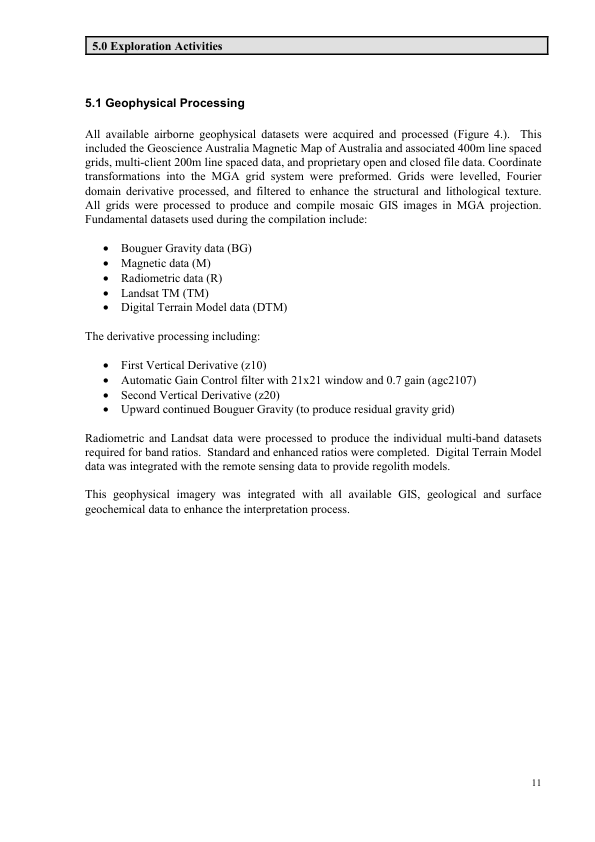 5.0 Exploration Activities
5.1 Geophysical Processing
All available airborne geophysical datasets were acquired and processed (Figure 4.).  This
included the Geoscience Australia Magnetic Map of Australia and associated 400m line spaced
grids, multi-client 200m line spaced data, and proprietary open and closed file data. Coordinate
transformations into the MGA grid system were preformed. Grids were levelled, Fourier
domain derivative processed, and filtered to enhance the structural and lithological texture.
All grids were processed to produce and compile mosaic GIS images in MGA projection.
Fundamental datasets used during the compilation include:
• Bouguer Gravity data (BG)
• Magnetic data (M)
• Radiometric data (R)
• Landsat TM (TM)
• Digital Terrain Model data (DTM)
The derivative processing including:
• First Vertical Derivative (z10)
• Automatic Gain Control filter with 21x21 window and 0.7 gain (agc2107)
• Second Vertical Derivative (z20)
• Upward continued Bouguer Gravity (to produce residual gravity grid)
Radiometric and Landsat data were processed to produce the individual multi-band datasets
required for band ratios.  Standard and enhanced ratios were completed.  Digital Terrain Model
data was integrated with the remote sensing data to provide regolith models.
This geophysical imagery was integrated with all available GIS, geological and surface
geochemical data to enhance the interpretation process.
11